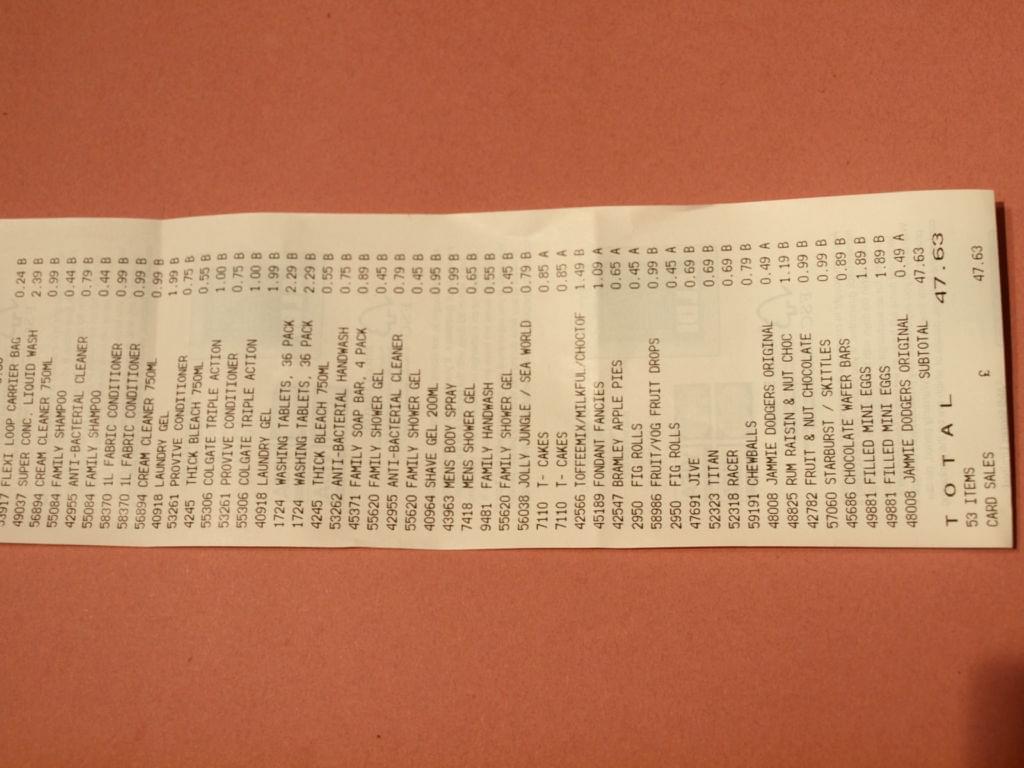 FLEXI LOOP CARRIER BAG 0.24 B
49037 SUPER CONC. LIQUID WASH 2.39 B
56894 CREAM CLEANER 750ML 0.99 B
55084 FAMILY SHAMPOO 0.44 B
42955 ANTI-BACTERIAL CLEANER 0.79 B
55084 FAMILY SHAMPOO 0.44 B
58370 1L FABRIC CONDITIONER 0.99 B
58370 1L FABRIC CONDITIONER 0.99 B
56894 CREAM CLEANER 750ML 0.99 B
40918 LAUNDRY GEL 1.99 B
53261 PROVIVE CONDITIONER 0.75 B
4245 THICK BLEACH 750ML 0.55 B
55306 COLGATE TRIPLE ACTION 1.00 B
53261 PROVIVE CONDITIONER 0.75 B
55306 COLGATE TRIPLE ACTION 1.00 B
40918 LAUNDRY GEL 1.99 B
1724 WASHING TABLETS, 36 PACK 2.29 B
1724 WASHING TABLETS, 36 PACK 2.29 B
4245 THICK BLEACH 750ML 0.55 B
53262 ANTI-BACTERIAL HANDWASH 0.75 B
45371 FAMILY SOAP BAR, 4 PACK 0.89 B
55620 FAMILY SHOWER GEL 0.45 B
42955 ANTI-BACTERIAL CLEANER 0.79 B
55620 FAMILY SHOWER GEL 0.45 B
40964 SHAVE GEL 200ML 0.95 B
43963 MENS BODY SPRAY 0.99 B
7418 MENS SHOWER GEL 0.65 B
9481 FAMILY HANDWASH 0.55 B
55620 FAMILY SHOWER GEL 0.45 B
56038 JOLLY JUNGLE / SEA WORLD 0.79 B
7110 T- CAKES 0.85 A
7110 T- CAKES 0.85 A
42566 TOFFEEMIX/MILKFUL/CHOCTOF 1.49 B
45189 FONDANT FANCIES 1.09 A
42547 BRAMLEY APPLE PIES 0.65 A
2950 FIG ROLLS 0.45 A
58986 FRUIT/YOG FRUIT DROPS 0.99 B
2950 FIG ROLLS 0.45 A
47691 JIVE 0.69 B
52323 TITAN 0.69 B
52318 RACER 0.69 B
59191 CHEWBALLS 0.79 B
48008 JAMMIE DODGERS ORIGINAL 0.49 A
48825 RUM RAISIN & NUT CHOC 1.19 B
42782 FRUIT & NUT CHOCOLATE 0.99 B
57060 STARBURST / SKITTLES 0.99 B
45686 CHOCOLATE WAFER BARS 0.89 B
49881 FILLED MINI EGGS 1.89 B
49881 FILLED MINI EGGS 1.89 B
48008 JAMMIE DODGERS ORIGINAL 0.49 A
SUBTOTAL 47.63
T O T A L 47.63
53 ITEMS
CARD SALES £ 47.63